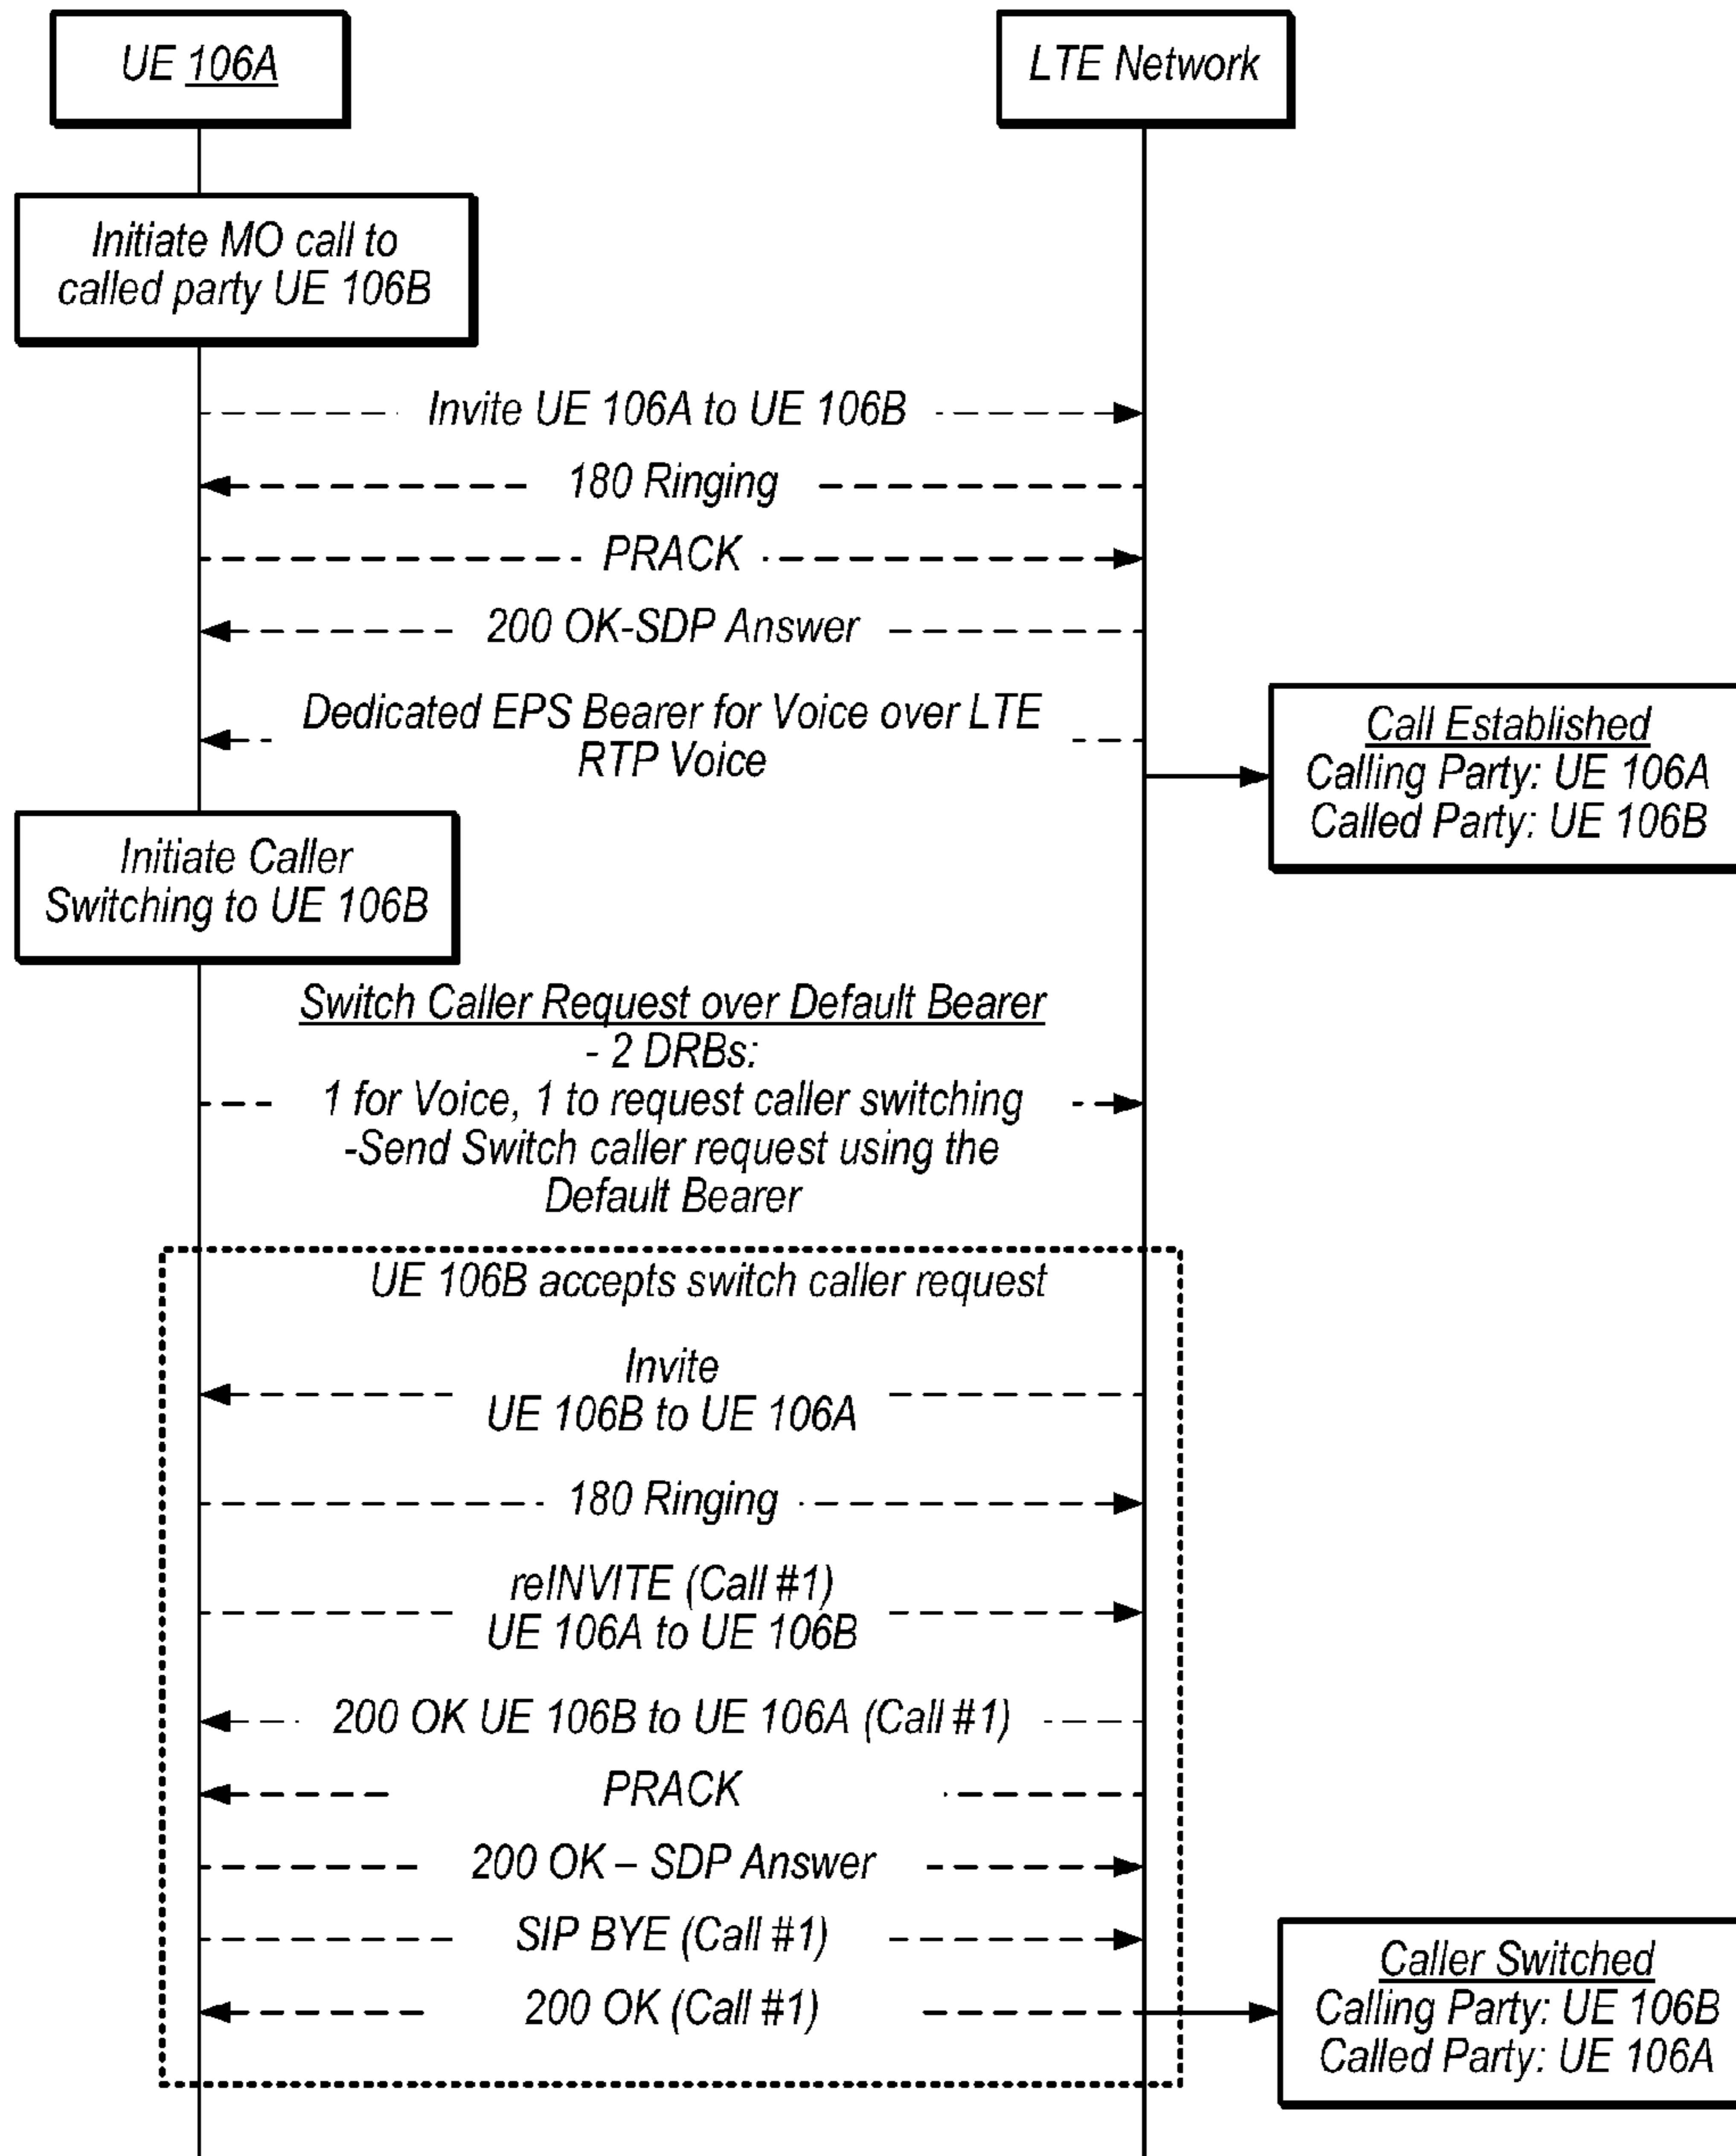 UE 106A
LTE Network
Initiate MO call to
called party UE 106B
Invite UE 106A to UE 106B
180 Ringing
PRACK
200 OK-SDP Answer
Dedicated EPS Bearer for Voice over LTE
RTP Voice
Call Established
Calling Party: UE 106A
Called Party: UE 106B
Initiate Caller
Switching to UE 106B
Switch Caller Request over Default Bearer
- 2 DRBs:
1 for Voice, 1 to request caller switching
-Send Switch caller request using the
Default Bearer
UE 106B accepts switch caller request
Invite
UE 106B to UE 106A
180 Ringing
reINVITE (Call #1)
UE 106A to UE 106B
200 OK UE 106B to UE 106A (Call #1)
PRACK
200 OK – SDP Answer
SIP BYE (Call #1)
200 OK (Call #1)
Caller Switched
Calling Party: UE 106B
Called Party: UE 106A